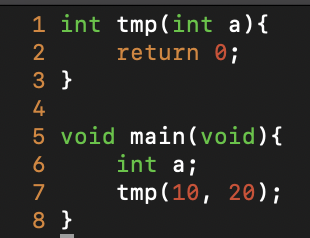 1 int tmp(int a){
2     return 0;
3 }
4
5 void main(void){
6     int a;
7     tmp(10, 20);
8 }